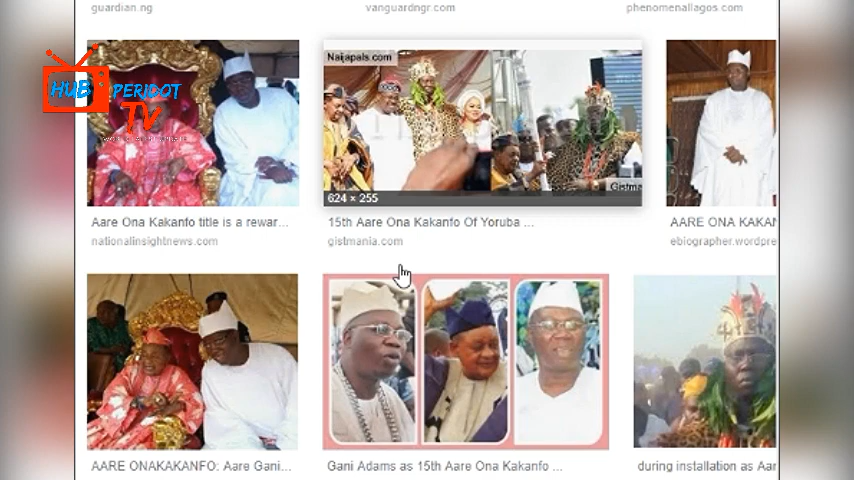 guardian.ng
vanguardngr.com
phenomenallagos.com
HUB PERICOT
TV
Naijapals.com
Gistma
624 × 255
Aare Ona Kakanfo title is a rewar...
15th Aare Ona Kakanfo Of Yoruba ...
AARE ONA KAKAN
nationalinsightnews.com
gistmania.com
ebiographer.wordpre
AARE ONAKAKANFO: Aare Gani...
Gani Adams as 15th Aare Ona Kakanfo ...
during installation as Aar